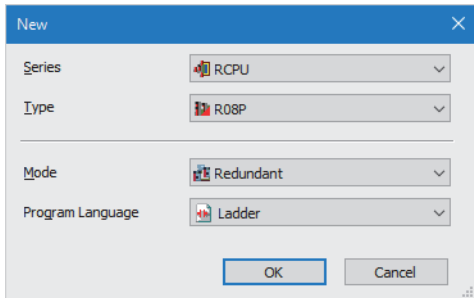 New
Series RCPU
Type R08P
Mode Redundant
Program Language Ladder
OK Cancel